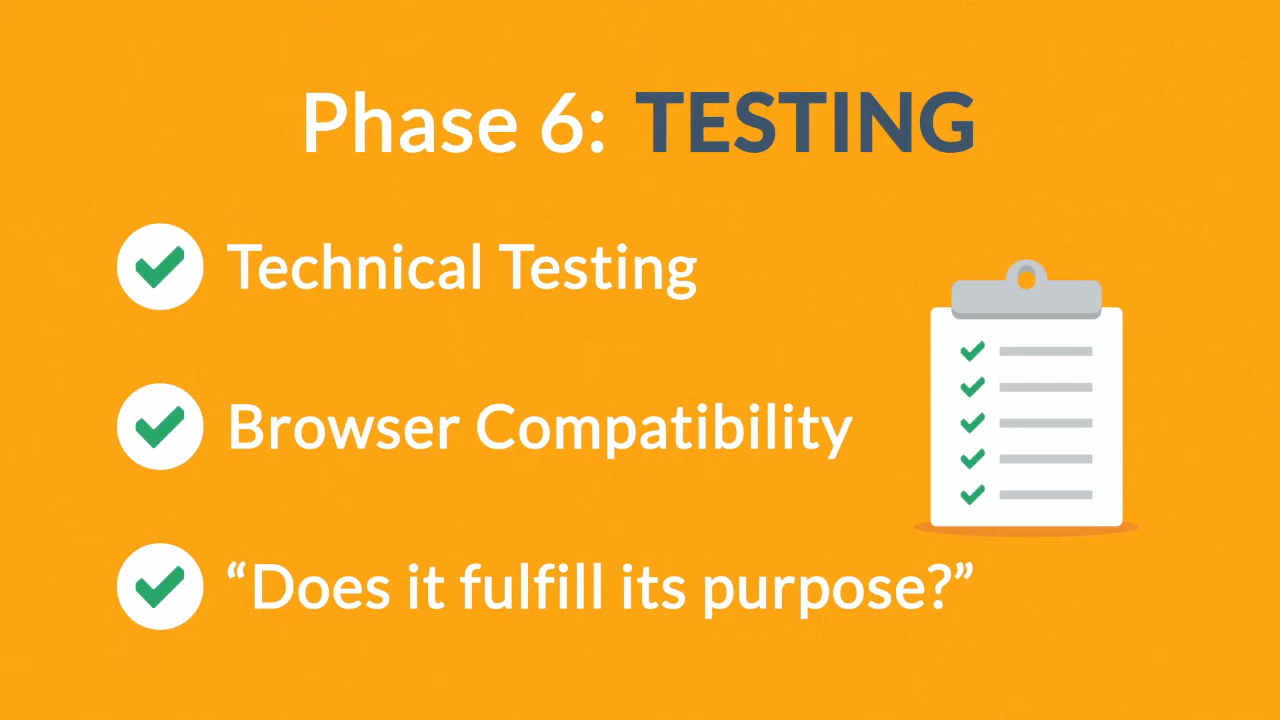 Phase 6: TESTING
Technical Testing
Browser Compatibility
“Does it fulfill its purpose?”